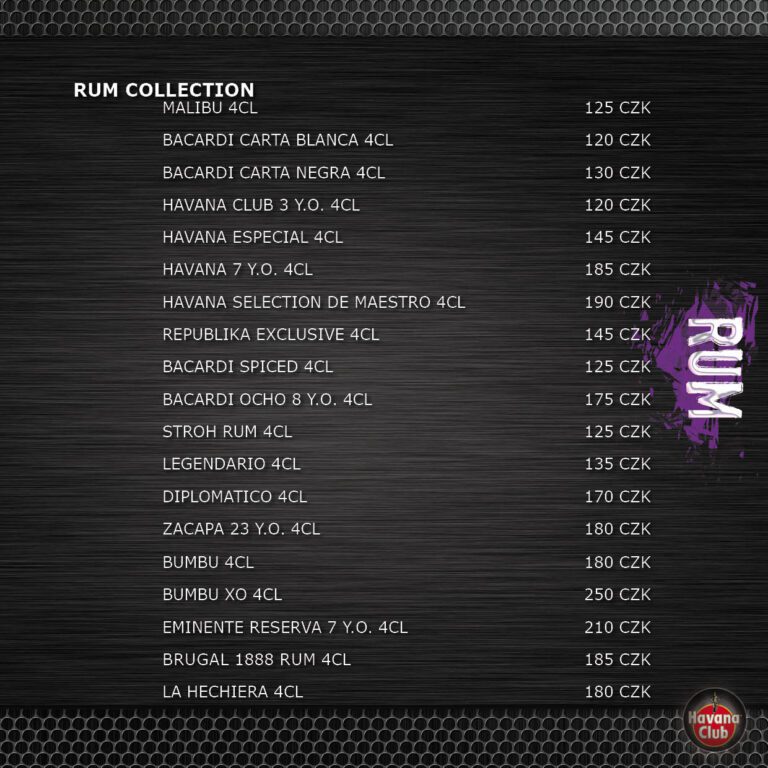 RUM COLLECTION
MALIBU 4CL 125 CZK
BACARDI CARTA BLANCA 4CL 120 CZK
BACARDI CARTA NEGRA 4CL 130 CZK
HAVANA CLUB 3 Y.O. 4CL 120 CZK
HAVANA ESPECIAL 4CL 145 CZK
HAVANA 7 Y.O. 4CL 185 CZK
HAVANA SELECTION DE MAESTRO 4CL 190 CZK
REPUBLIKA EXCLUSIVE 4CL 145 CZK
BACARDI SPICED 4CL 125 CZK
BACARDI OCHO 8 Y.O. 4CL 175 CZK
STROH RUM 4CL 125 CZK
LEGENDARIO 4CL 135 CZK
DIPLOMATICO 4CL 170 CZK
ZACAPA 23 Y.O. 4CL 180 CZK
BUMBU 4CL 180 CZK
BUMBU XO 4CL 250 CZK
EMINENTE RESERVA 7 Y.O. 4CL 210 CZK
BRUGAL 1888 RUM 4CL 185 CZK
LA HECHIERA 4CL 180 CZK
RUM
Havana
Club